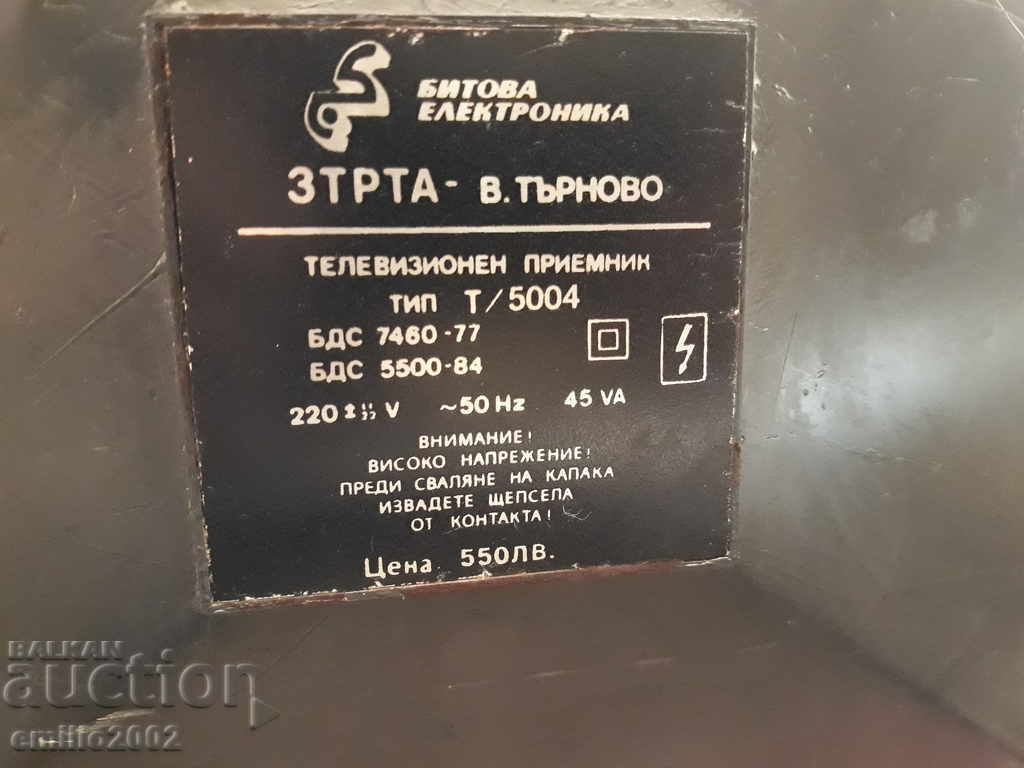 БИТОВА
ЕЛЕКТРОНИКА
ЗТРТА - В. ТЪРНОВО
ТЕЛЕВИЗИОНЕН ПРИЕМНИК
ТИП Т/5004
БДС 7460-77
БДС 5500-84
220 ± V ~50 Hz 45 VA
ВНИМАНИЕ!
ВИСОКО НАПРЕЖЕНИЕ!
ПРЕДИ СВАЛЯНЕ НА КАПАКА
ИЗВАДЕТЕ ЩЕПСЕЛА
ОТ КОНТАКТА!
Цена 550ЛВ.
BALKAN
auction
emilio2002